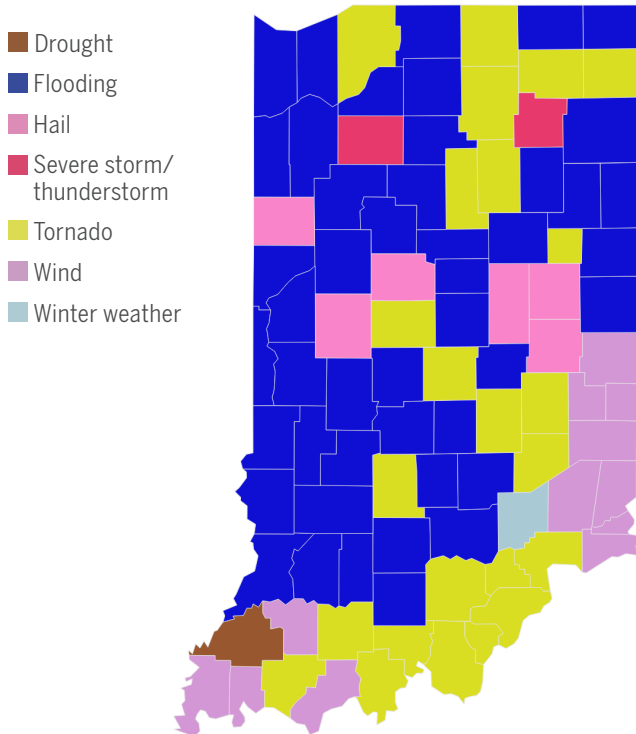 Drought
Flooding
Hail
Severe storm/
thunderstorm
Tornado
Wind
Winter weather